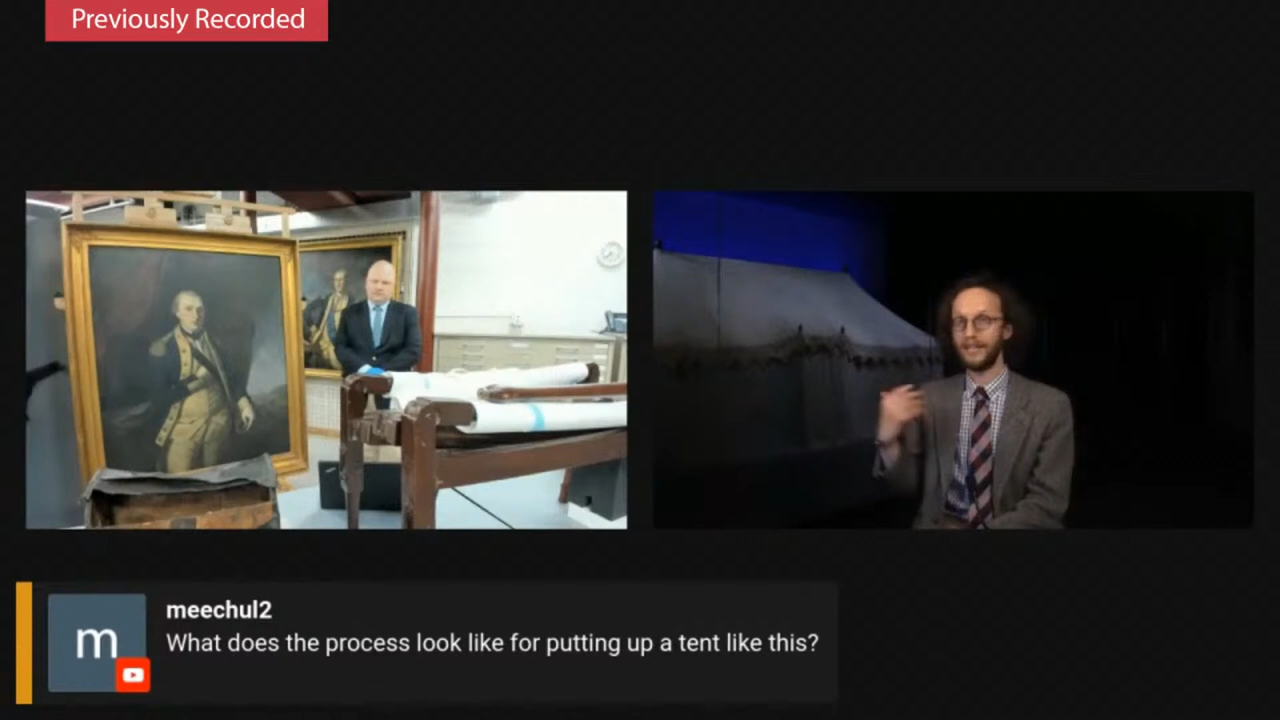 Previously Recorded
m
meechul2
What does the process look like for putting up a tent like this?